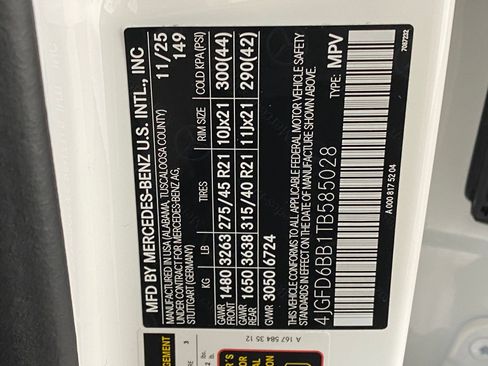 MFD BY MERCEDES-BENZ U.S. INTL., INC
MANUFACTURED IN USA (ALABAMA, TUSCALOOSA COUNTY)
UNDER CONTRACT FOR MERCEDES-BENZ AG,
STUTTGART (GERMANY)
11/25
149
KG LB TIRES RIM SIZE COLD KPA(PSI)
GAWR FRONT 1480 3263 275/45 R21 10JX21 300(44)
GAWR REAR 1650 3638 315/40 R21 11JX21 290(42)
GVWR 3050 6724
THIS VEHICLE CONFORMS TO ALL APPLICABLE FEDERAL MOTOR VEHICLE SAFETY
STANDARDS IN EFFECT ON THE DATE OF MANUFACTURE SHOWN ABOVE.
4JGFD6BB1TB585028 TYPE: MPV
A 000 817 52 04
7687232
A 167 584 35 12